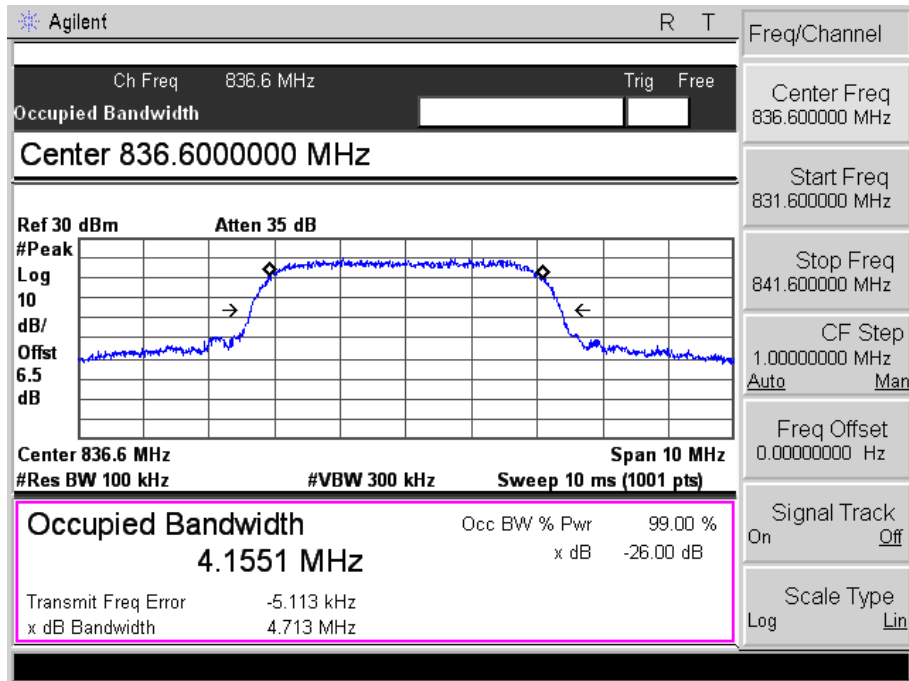 Agilent R T
Ch Freq 836.6 MHz Trig Free
Occupied Bandwidth
Center 836.6000000 MHz
Ref 30 dBm Atten 35 dB
#Peak
Log
10
dB/
Offst
6.5
dB
Center 836.6 MHz Span 10 MHz
#Res BW 100 kHz #VBW 300 kHz Sweep 10 ms (1001 pts)
Occupied Bandwidth
4.1551 MHz
Occ BW % Pwr 99.00 %
x dB -26.00 dB
Transmit Freq Error -5.113 kHz
x dB Bandwidth 4.713 MHz
Freq/Channel
Center Freq
836.600000 MHz
Start Freq
831.600000 MHz
Stop Freq
841.600000 MHz
CF Step
1.00000000 MHz
Auto Man
Freq Offset
0.00000000 Hz
Signal Track
On Off
Scale Type
Log Lin